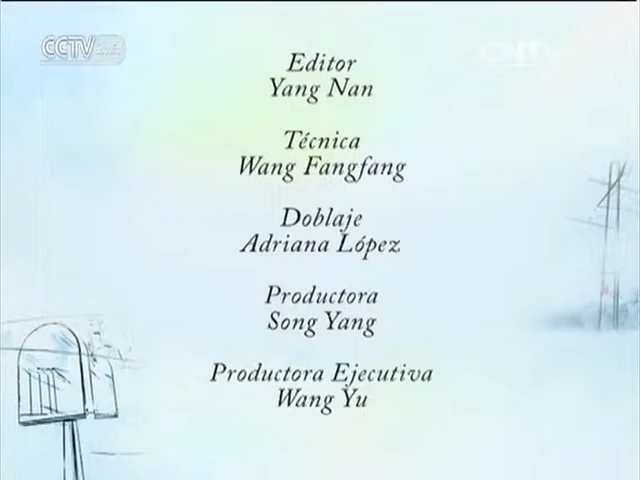 CCTV
Editor
Yang Nan
Técnica
Wang Fangfang
Doblaje
Adriana López
Productora
Song Yang
Productora Ejecutiva
Wang Yu